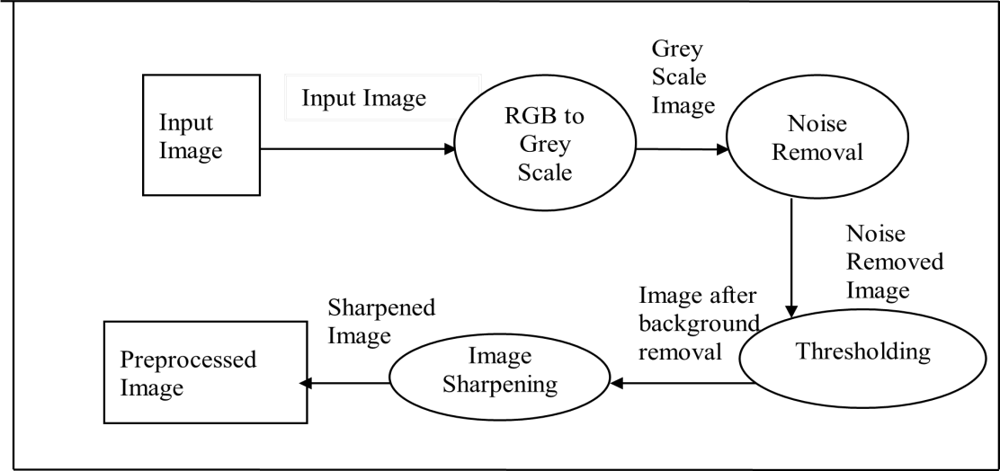 Input
Image
Input Image
RGB to
Grey
Scale
Grey
Scale
Image
Noise
Removal
Noise
Removed
Image
Thresholding
Image after
background
removal
Image
Sharpening
Sharpened
Image
Preprocessed
Image